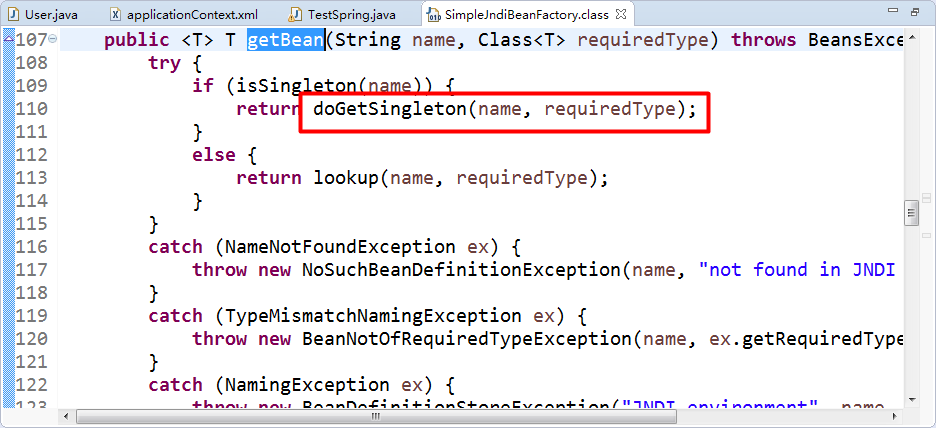 User.java applicationContext.xml TestSpring.java SimpleJndiBeanFactory.class
107 public <T> T getBean(String name, Class<T> requiredType) throws BeansExce
108 try {
109 if (isSingleton(name)) {
110 return doGetSingleton(name, requiredType);
111 }
112 else {
113 return lookup(name, requiredType);
114 }
115 }
116 catch (NameNotFoundException ex) {
117 throw new NoSuchBeanDefinitionException(name, "not found in JNDI
118 }
119 catch (TypeMismatchNamingException ex) {
120 throw new BeanNotOfRequiredTypeException(name, ex.getRequiredType
121 }
122 catch (NamingException ex) {
123 throw new BeanDefinitionStoreException("JNDI environment", name